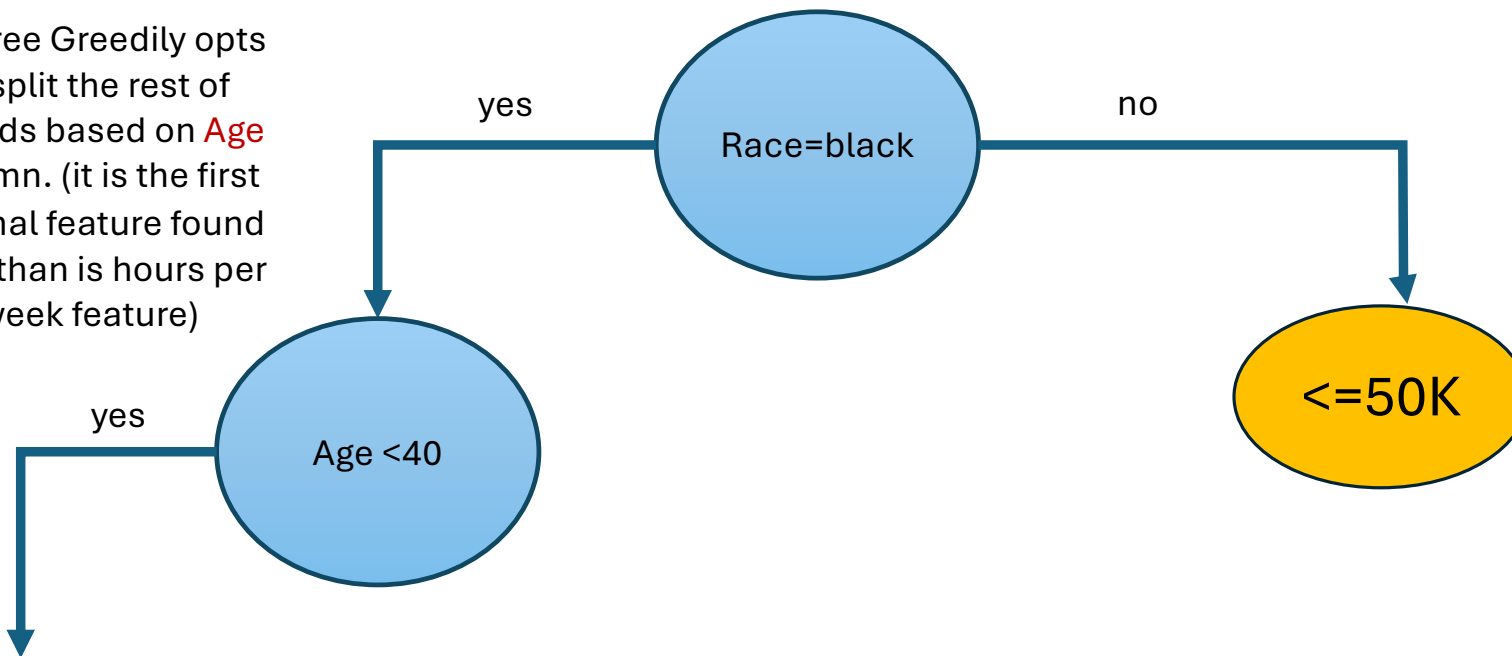 ree Greedily opts
split the rest of
ds based on Age
mn. (it is the first
nal feature found
than is hours per
week feature)
yes
Race=black
no
yes
Age <40
<=50K